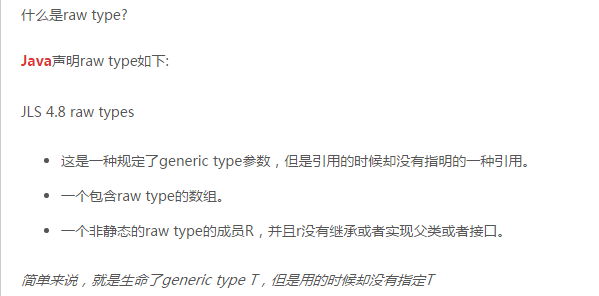 什么是raw type?
Java声明raw type如下:
JLS 4.8 raw types
这是一种规定了generic type参数，但是引用的时候却没有指明的一种引用。
一个包含raw type的数组。
一个非静态的raw type的成员R，并且r没有继承或者实现父类或者接口。
简单来说，就是生命了generic type T，但是用的时候却没有指定T